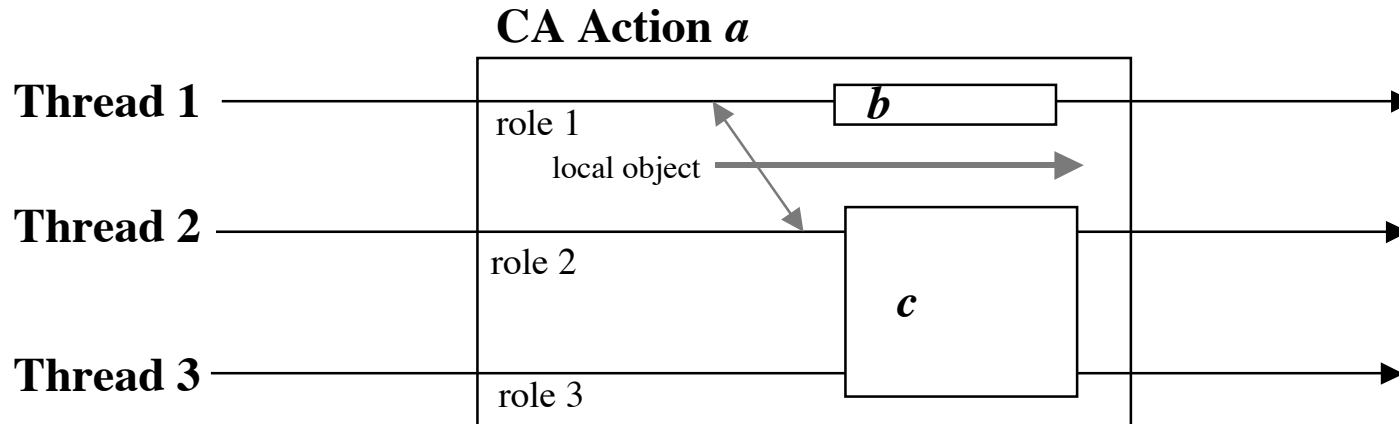 CA Action a
Thread 1
role 1
b
local object
Thread 2
role 2
c
Thread 3
role 3